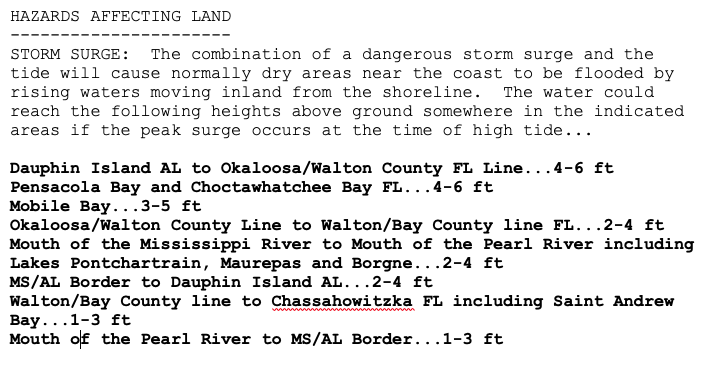 HAZARDS AFFECTING LAND
----------------------
STORM SURGE:  The combination of a dangerous storm surge and the
tide will cause normally dry areas near the coast to be flooded by
rising waters moving inland from the shoreline.  The water could
reach the following heights above ground somewhere in the indicated
areas if the peak surge occurs at the time of high tide...
Dauphin Island AL to Okaloosa/Walton County FL Line...4-6 ft
Pensacola Bay and Choctawhatchee Bay FL...4-6 ft
Mobile Bay...3-5 ft
Okaloosa/Walton County Line to Walton/Bay County line FL...2-4 ft
Mouth of the Mississippi River to Mouth of the Pearl River including
Lakes Pontchartrain, Maurepas and Borgne...2-4 ft
MS/AL Border to Dauphin Island AL...2-4 ft
Walton/Bay County line to Chassahowitzka FL including Saint Andrew
Bay...1-3 ft
Mouth of the Pearl River to MS/AL Border...1-3 ft